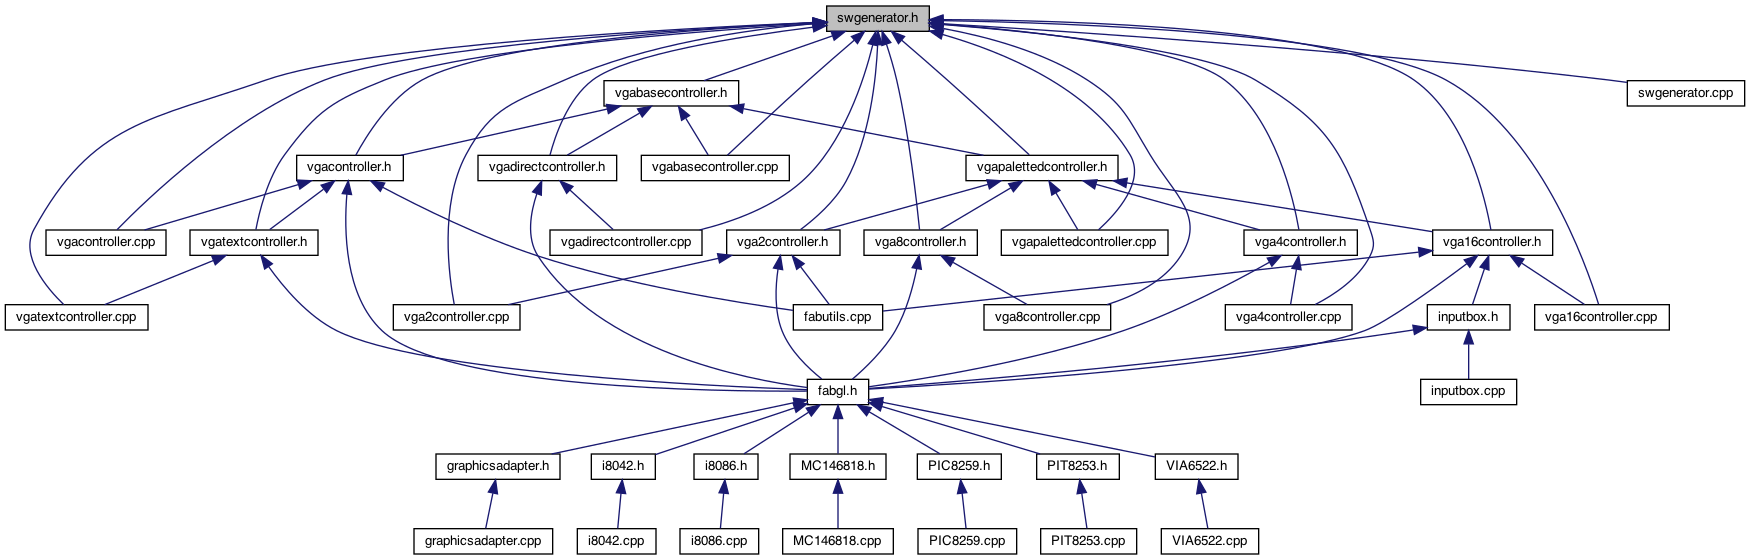 swgenerator.h
vgabasecontroller.h
swgenerator.cpp
vgacontroller.h
vgadirectcontroller.h
vgabasecontroller.cpp
vgapalettedcontroller.h
vgacontroller.cpp
vgatextcontroller.h
vgadirectcontroller.cpp
vga2controller.h
vga8controller.h
vgapalettedcontroller.cpp
vga4controller.h
vga16controller.h
vgatextcontroller.cpp
vga2controller.cpp
fabutils.cpp
vga8controller.cpp
vga4controller.cpp
inputbox.h
vga16controller.cpp
fabgl.h
inputbox.cpp
graphicsadapter.h
i8042.h
i8086.h
MC146818.h
PIC8259.h
PIT8253.h
VIA6522.h
graphicsadapter.cpp
i8042.cpp
i8086.cpp
MC146818.cpp
PIC8259.cpp
PIT8253.cpp
VIA6522.cpp